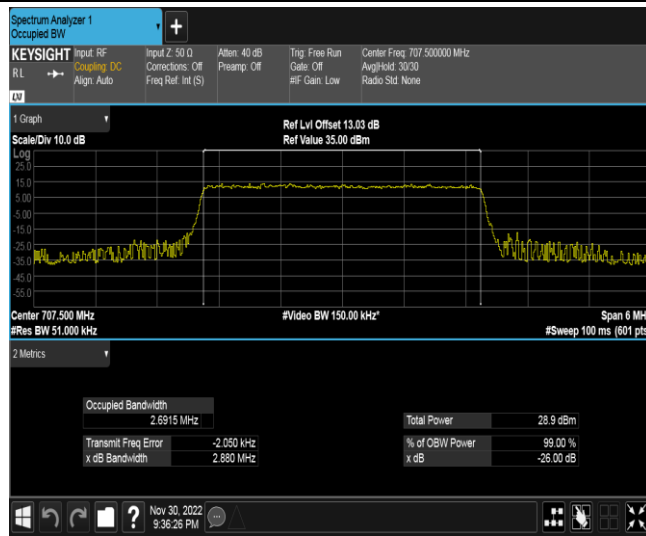 Spectrum Analyzer 1
Occupied BW
+
KEYSIGHT
RL
LXI
Input: RF
Coupling: DC
Align: Auto
Input Z: 50 Ω
Corrections: Off
Freq Ref: Int (S)
Atten: 40 dB
Preamp: Off
Trig: Free Run
Gate: Off
#IF Gain: Low
Center Freq: 707.500000 MHz
Avg|Hold: 30/30
Radio Std: None
1 Graph
Scale/Div 10.0 dB
Ref Lvl Offset 13.03 dB
Ref Value 35.00 dBm
Log
25.0
15.0
5.00
-5.00
-15.0
-25.0
-35.0
-45.0
-55.0
Center 707.500 MHz
#Res BW 51.000 kHz
#Video BW 150.00 kHz*
Span 6 MH
#Sweep 100 ms (601 pts
2 Metrics
Occupied Bandwidth
2.6915 MHz
Transmit Freq Error -2.050 kHz
x dB Bandwidth 2.880 MHz
Total Power 28.9 dBm
% of OBW Power 99.00 %
x dB -26.00 dB
?
Nov 30, 2022
9:36:26 PM